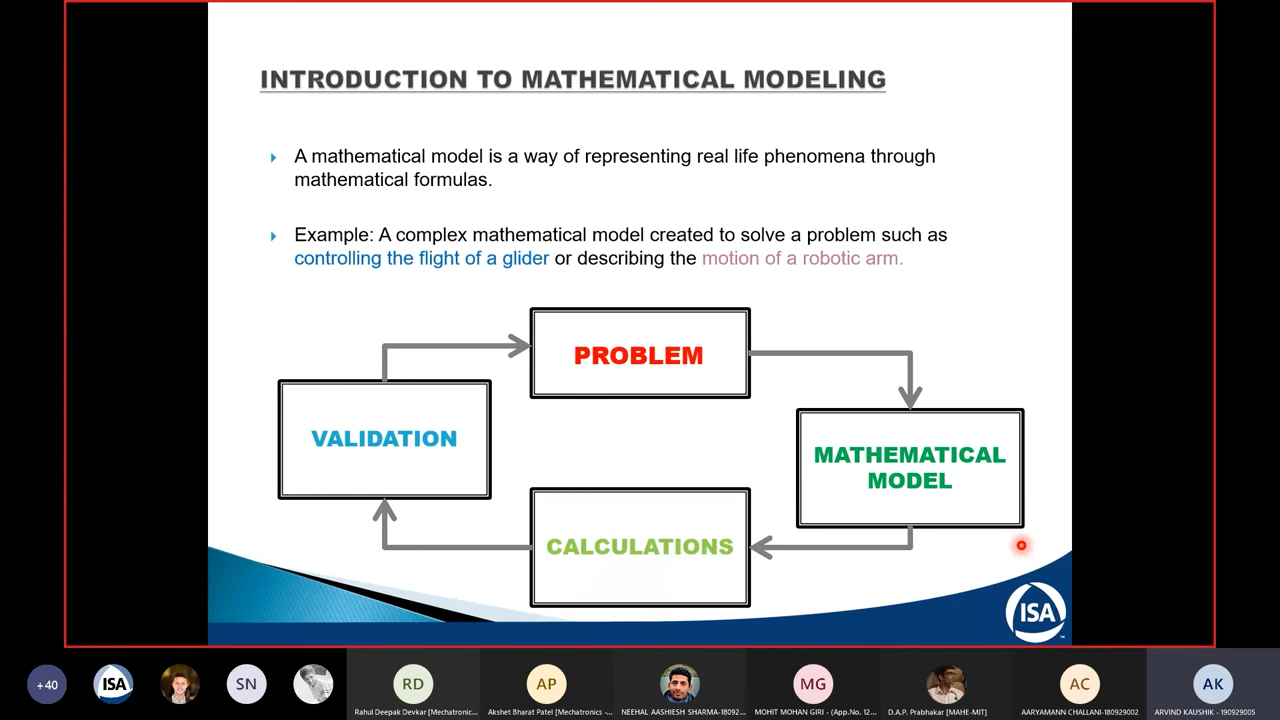 INTRODUCTION TO MATHEMATICAL MODELING
A mathematical model is a way of representing real life phenomena through
mathematical formulas.
Example: A complex mathematical model created to solve a problem such as
controlling the flight of a glider or describing the motion of a robotic arm.
PROBLEM
VALIDATION
MATHEMATICAL
MODEL
CALCULATIONS
ISA
+40
ISA
SN
RD
AP
MG
AC
AK
Rahul Deepak Devkar [Mechatronic...
Akshet Bharat Patel [Mechatronics -...
NEEHAL AASHIESH SHARMA-18092...
MOHIT MOHAN GIRI - (App.No. 12...
D.A.P. Prabhakar [MAHE-MIT]
AARYAMANN CHALLANI-180929002
ARVIND KAUSHIK - 190929005